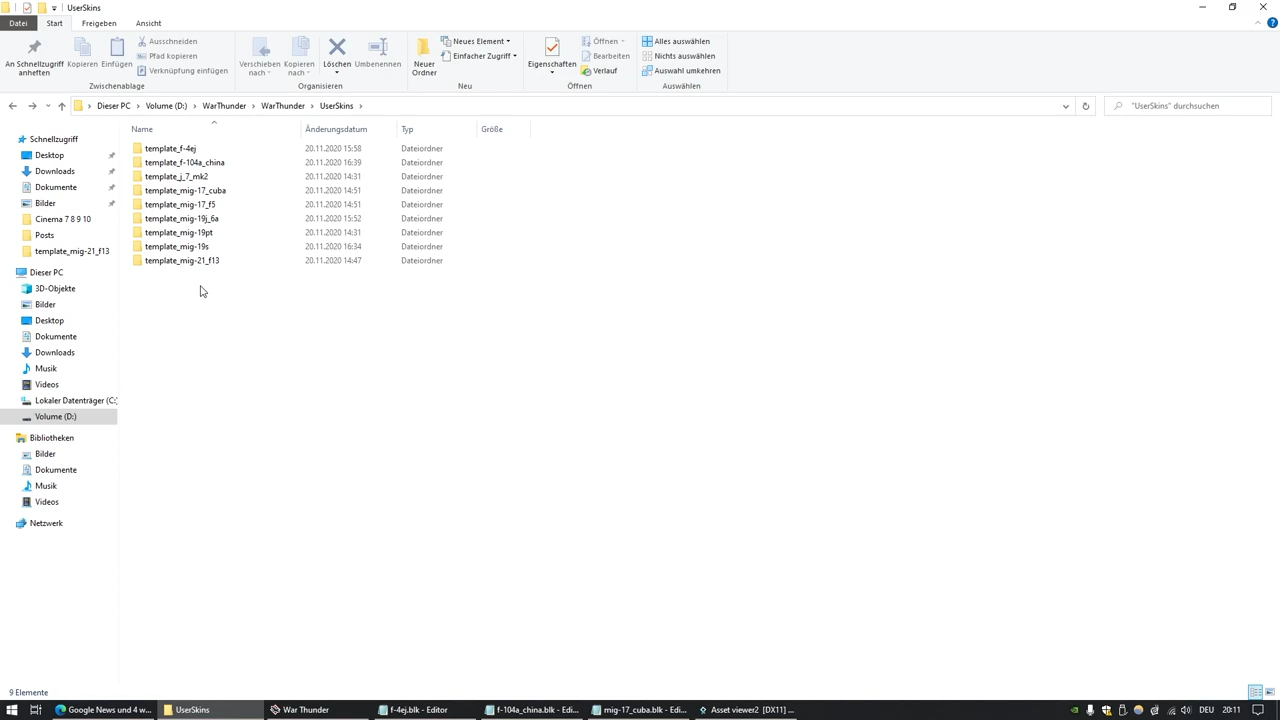 UserSkins
Datei Start Freigeben Ansicht
An Schnellzugriff
anheften
Kopieren
Einfügen
Ausschneiden
Pfad kopieren
Verknüpfung einfügen
Zwischenablage
Verschieben
nach
Kopieren
nach
Löschen
Umbenennen
Organisieren
Neuer
Ordner
Neues Element
Einfacher Zugriff
Neu
Eigenschaften
Öffnen
Bearbeiten
Verlauf
Öffnen
Alles auswählen
Nichts auswählen
Auswahl umkehren
Auswählen
Dieser PC > Volume (D:) > WarThunder > WarThunder > UserSkins >
"UserSkins" durchsuchen
Schnellzugriff
Desktop
Downloads
Dokumente
Bilder
Cinema 7 8 9 10
Posts
template_mig-21_f13
Dieser PC
3D-Objekte
Bilder
Desktop
Dokumente
Downloads
Musik
Videos
Lokaler Datenträger (C:)
Volume (D:)
Bibliotheken
Bilder
Dokumente
Musik
Videos
Netzwerk
Name Änderungsdatum Typ Größe
template_f-4ej 20.11.2020 15:58 Dateiordner
template_f-104a_china 20.11.2020 16:39 Dateiordner
template_j_7_mk2 20.11.2020 14:31 Dateiordner
template_mig-17_cuba 20.11.2020 14:51 Dateiordner
template_mig-17_f5 20.11.2020 14:51 Dateiordner
template_mig-19j_6a 20.11.2020 15:52 Dateiordner
template_mig-19pt 20.11.2020 14:31 Dateiordner
template_mig-19s 20.11.2020 16:34 Dateiordner
template_mig-21_f13 20.11.2020 14:47 Dateiordner
9 Elemente
Google News und 4 w... UserSkins War Thunder f-4ej.blk - Editor f-104a_china.blk - Edi... mig-17_cuba.blk - Edi... Asset viewer2 [DX11] ... DEU 20:11